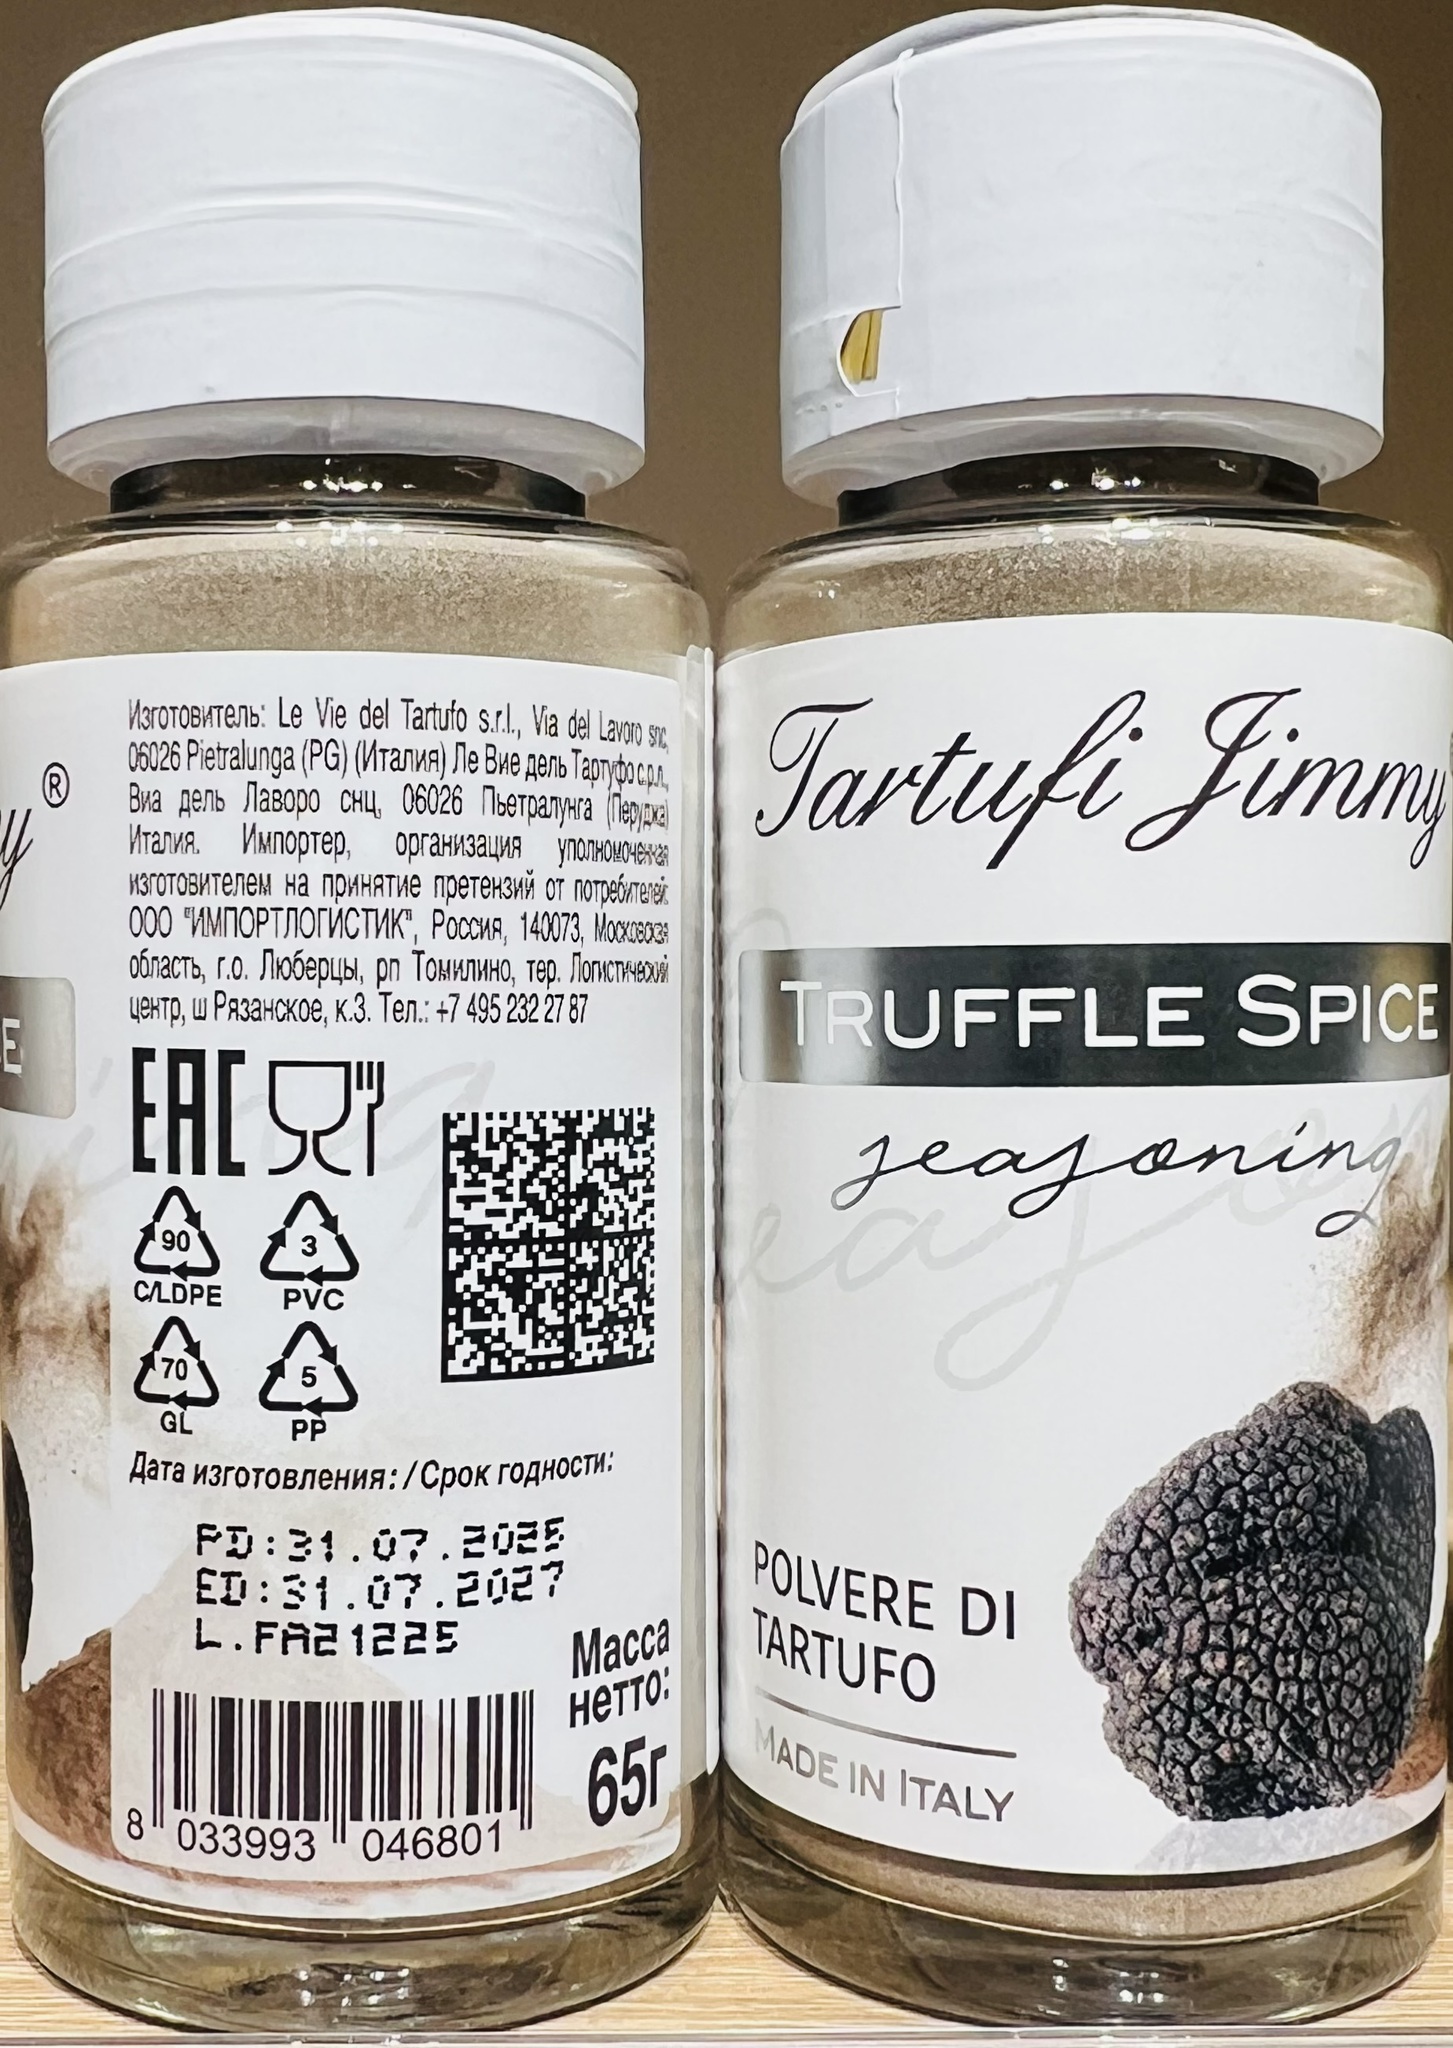 y®
E
Изготовитель: Le Vie del Tartufo s.r.l., Via del Lavoro snc,
06026 Pietralunga (PG) (Италия) Ле Вие дель Тартуфо с.р.л.,
Виа дель Лаворо снц, 06026 Пьетралунга (Перуджа)
Италия. Импортер, организация уполномоченная
изготовителем на принятие претензий от потребителей:
ООО "ИМПОРТЛОГИСТИК", Россия, 140073, Московская
область, г.о. Люберцы, рп Томилино, тер. Логистический
центр, ш Рязанское, к.3. Тел.: +7 495 232 27 87
EAC
90
C/LDPE
3
PVC
70
GL
5
PP
Дата изготовления: / Срок годности:
PD:31.07.2025
ED:31.07.2027
L.FA21225
Масса
нетто:
65г
8 033993 046801
Tartufi Jimmy
TRUFFLE SPICE
seasoning
POLVERE DI
TARTUFO
MADE IN ITALY